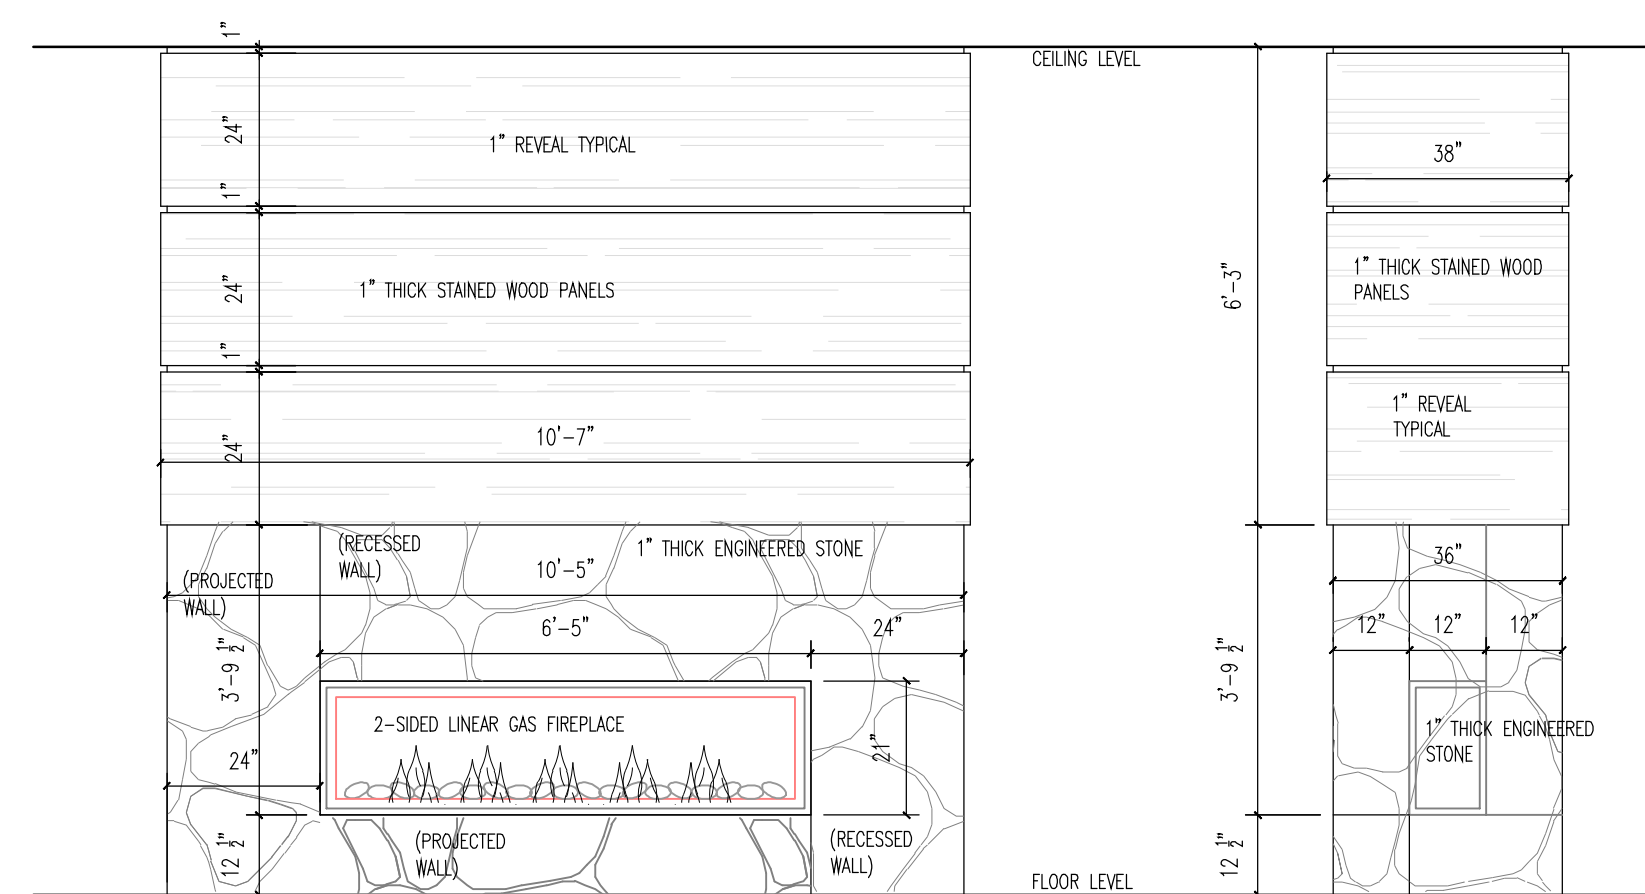 1"
CEILING LEVEL
24"
1" REVEAL TYPICAL
38"
1"
24"
1" THICK STAINED WOOD PANELS
6'-3"
1" THICK STAINED WOOD
PANELS
1"
24"
10'-7"
1" REVEAL
TYPICAL
(RECESSED
WALL)
1" THICK ENGINEERED STONE
36"
(PROJECTED
WALL)
10'-5"
6'-5"
24"
12"
12"
12"
3'-9 1/2"
3'-9 1/2"
2-SIDED LINEAR GAS FIREPLACE
24"
21"
1" THICK ENGINEERED
STONE
12 1/2"
(PROJECTED
WALL)
(RECESSED
WALL)
12 1/2"
FLOOR LEVEL